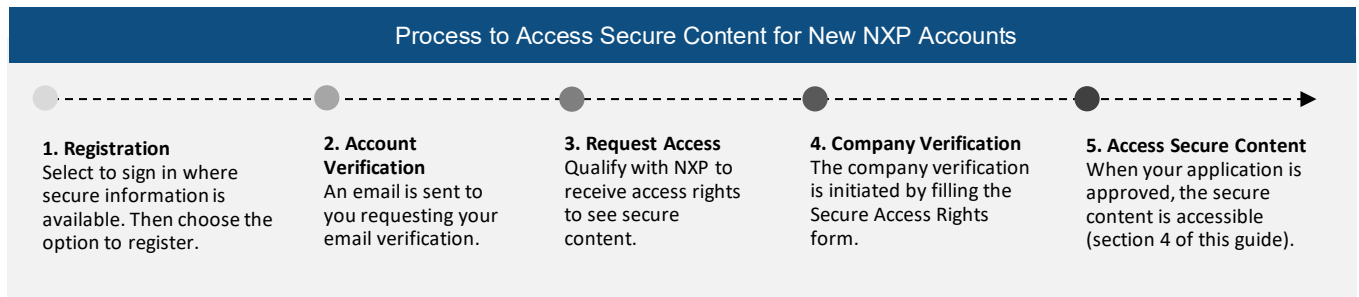 Process to Access Secure Content for New NXP Accounts
1. Registration
Select to sign in where
secure information is
available. Then choose the
option to register.
2. Account
Verification
An email is sent to
you requesting your
email verification.
3. Request Access
Qualify with NXP to
receive access rights
to see secure
content.
4. Company Verification
The company verification
is initiated by filling the
Secure Access Rights
form.
5. Access Secure Content
When your application is
approved, the secure
content is accessible
(section 4 of this guide).